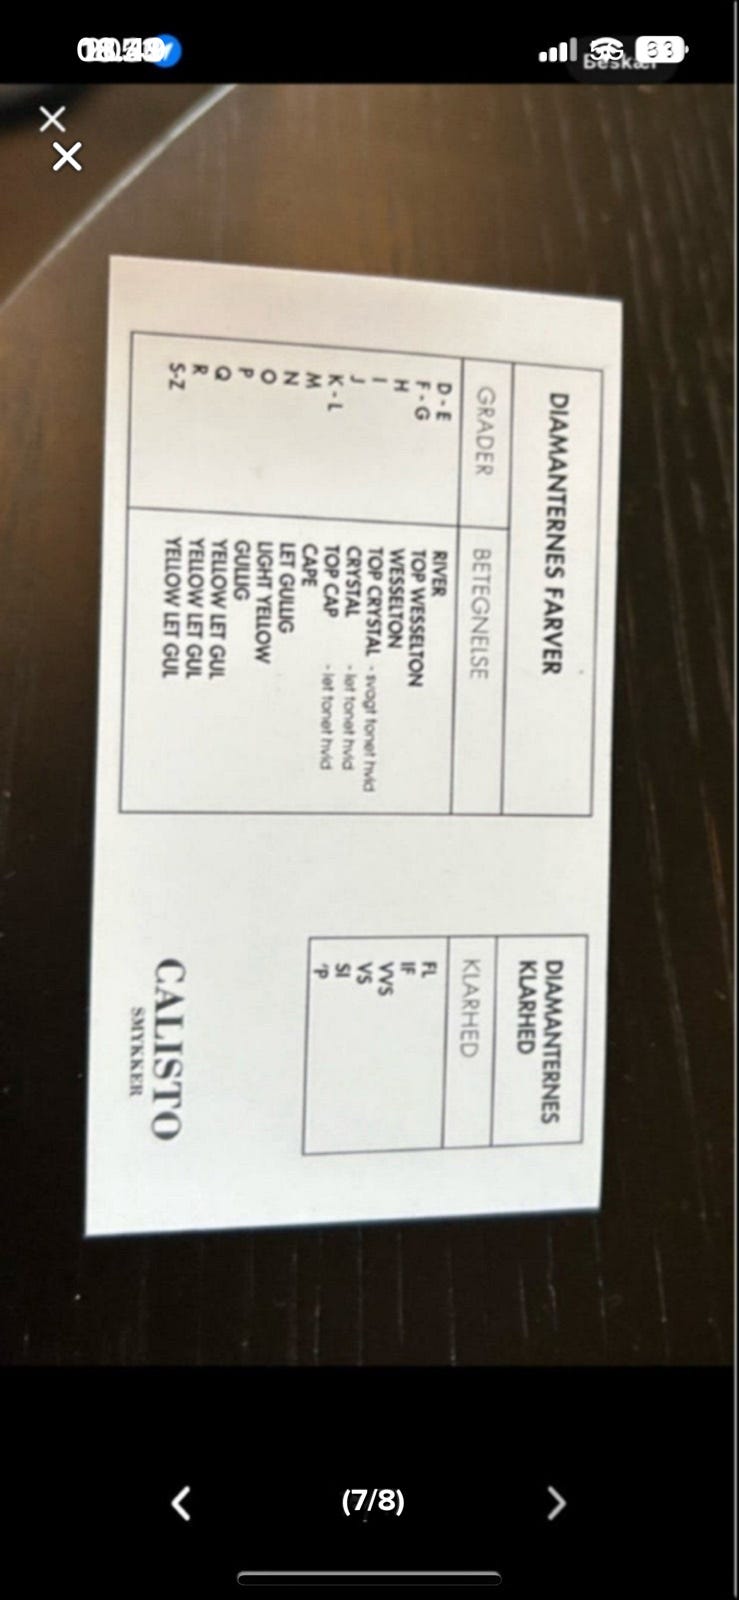 Beskær
DIAMANTERNES FARVER
GRADER BETEGNELSE
D - E RIVER
F - G TOP WESSELTON
H WESSELTON
I TOP CRYSTAL - svagt tonet hvid
J CRYSTAL - let tonet hvid
K - L TOP CAP - let tonet hvid
M CAPE
N LET GULLIG
O LIGHT YELLOW
P GULLIG
Q YELLOW LET GUL
R YELLOW LET GUL
S-Z YELLOW LET GUL
DIAMANTERNES
KLARHED
KLARHED
FL
IF
VVS
VS
SI
'P
CALISTO
SMYKKER
(7/8)